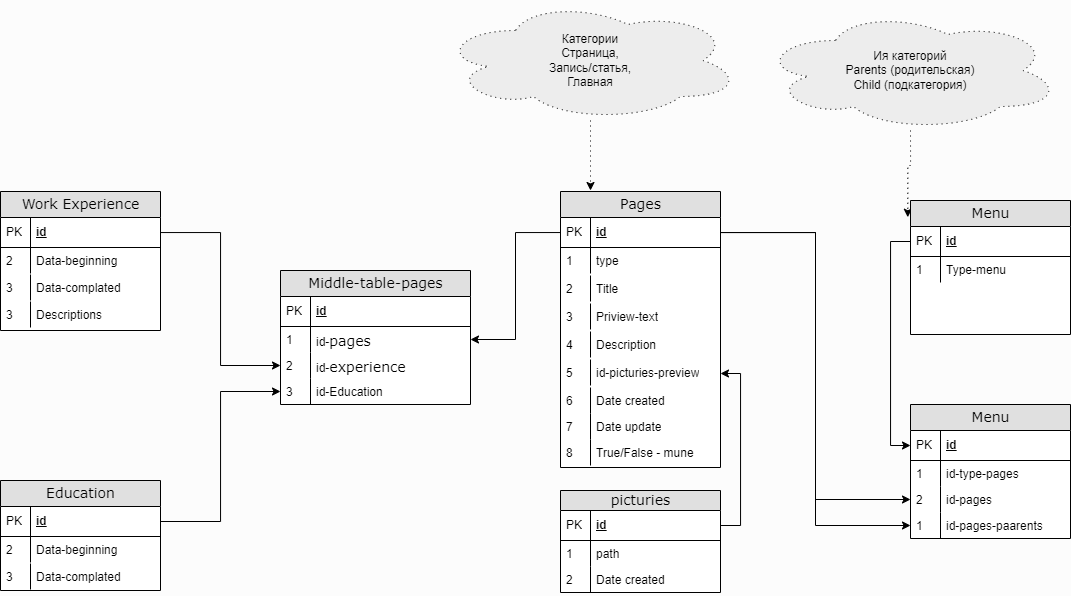 Категории
Страница,
Запись/статья,
Главная
Ия категорий
Parents (родительская)
Child (подкатегория)
Work Experience
PK id
2 Data-beginning
3 Data-complated
3 Descriptions
Middle-table-pages
PK id
1 id-pages
2 id-experience
3 id-Education
Education
PK id
2 Data-beginning
3 Data-complated
Pages
PK id
1 type
2 Title
3 Priview-text
4 Description
5 id-picturies-preview
6 Date created
7 Date update
8 True/False - mune
picturies
PK id
1 path
2 Date created
Menu
PK id
1 Type-menu
Menu
PK id
1 id-type-pages
2 id-pages
1 id-pages-paarents